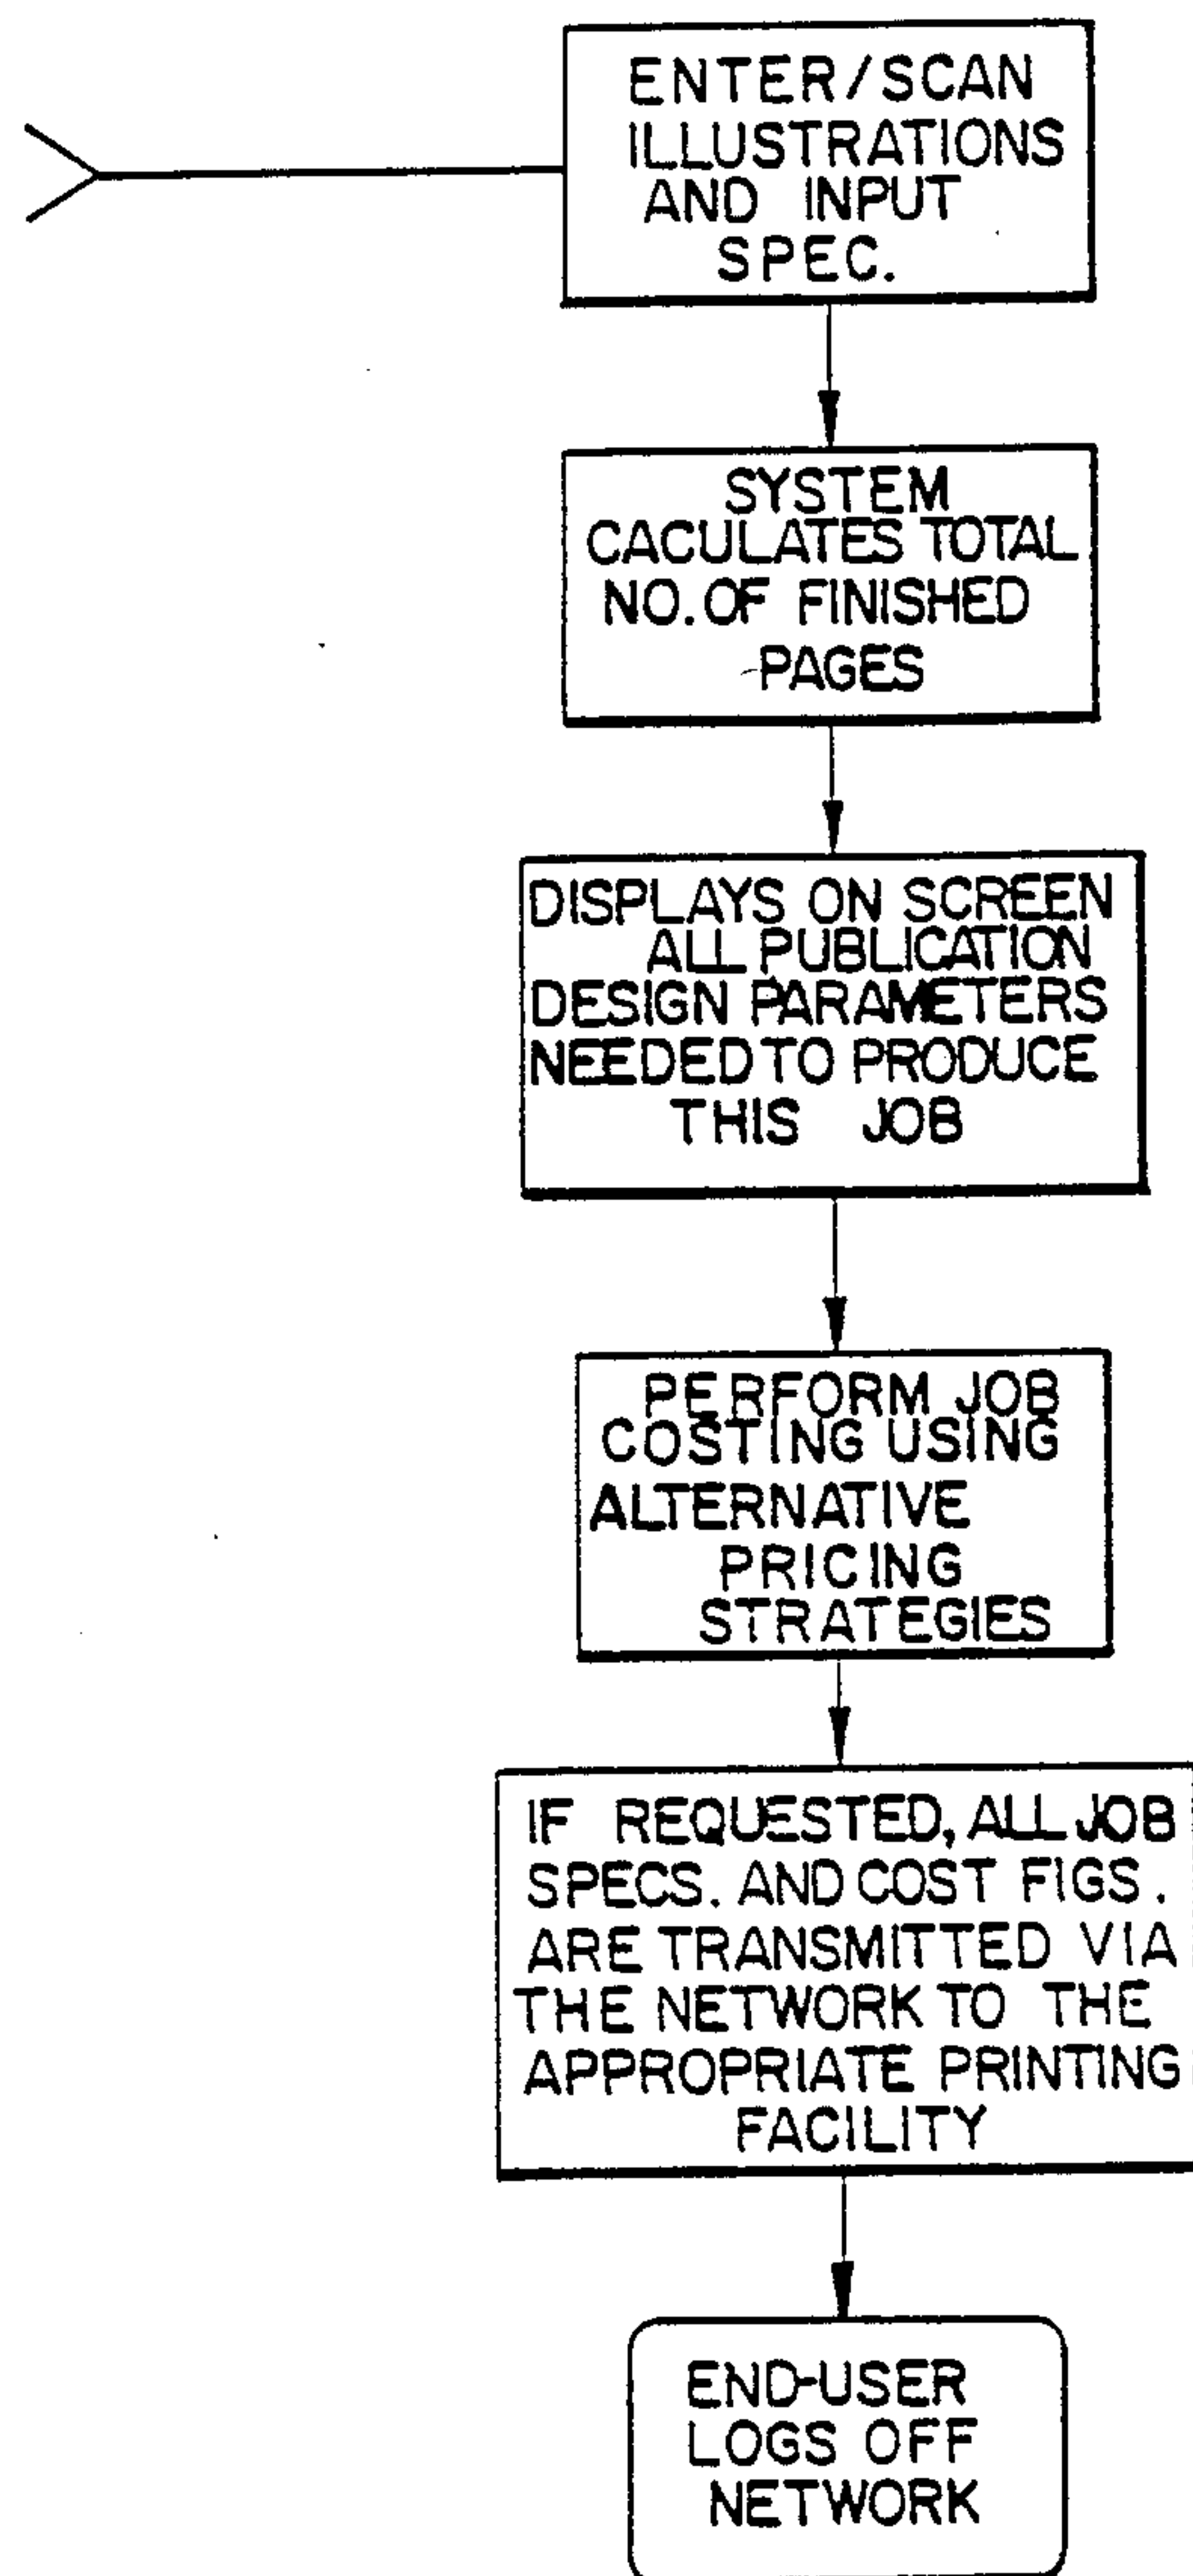 ENTER/SCAN
ILLUSTRATIONS
AND INPUT
SPEC.
SYSTEM
CACULATES TOTAL
NO. OF FINISHED
PAGES
DISPLAYS ON SCREEN
ALL PUBLICATION
DESIGN PARAMETERS
NEEDED TO PRODUCE
THIS JOB
PERFORM JOB
COSTING USING
ALTERNATIVE
PRICING
STRATEGIES
IF REQUESTED, ALL JOB
SPECS. AND COST FIGS.
ARE TRANSMITTED VIA
THE NETWORK TO THE
APPROPRIATE PRINTING
FACILITY
END-USER
LOGS OFF
NETWORK